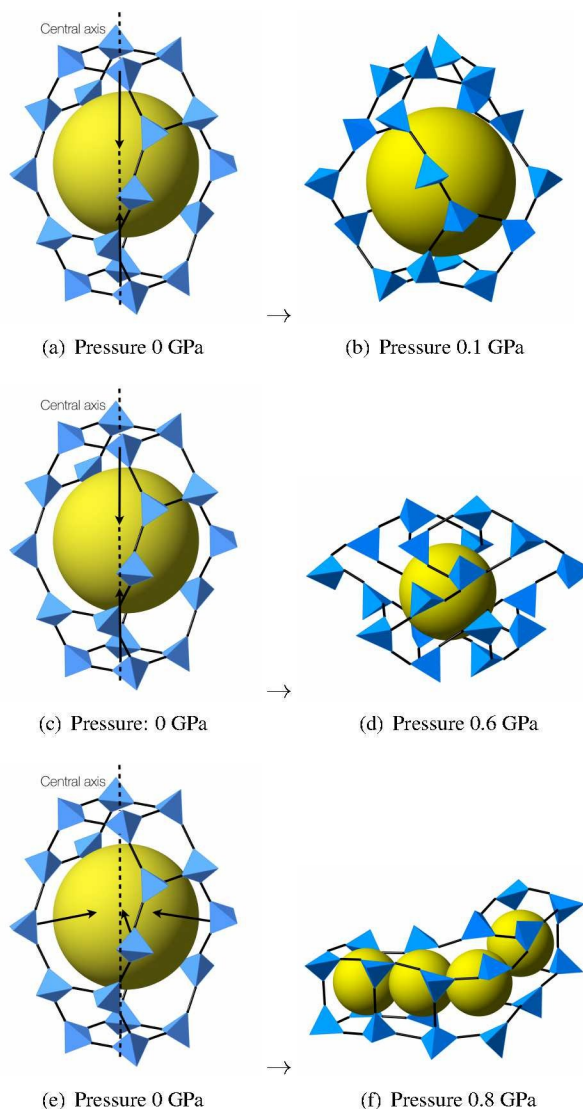 Central axis
→
(a) Pressure 0 GPa
(b) Pressure 0.1 GPa
Central axis
→
(c) Pressure: 0 GPa
(d) Pressure 0.6 GPa
Central axis
→
(e) Pressure 0 GPa
(f) Pressure 0.8 GPa